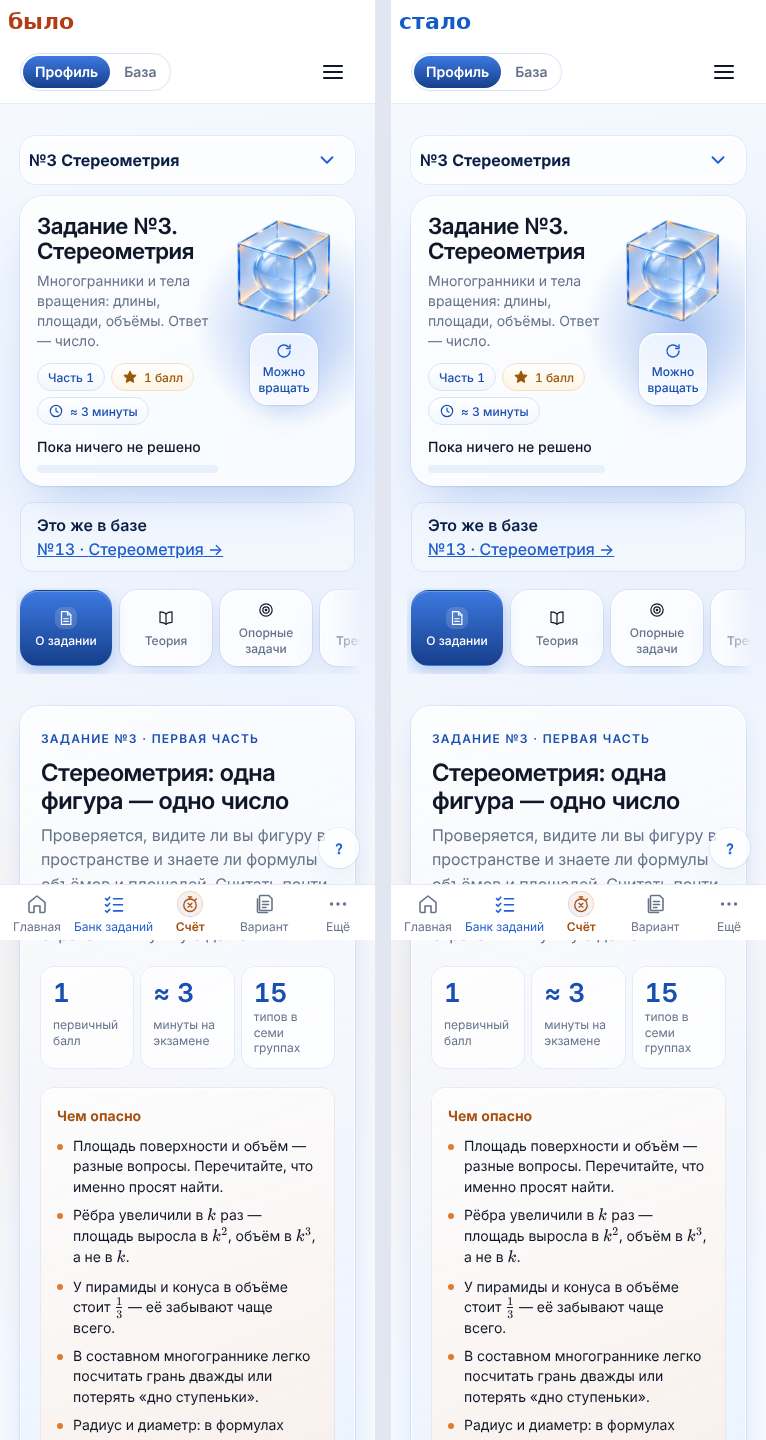 было
Профиль База
№3 Стереометрия
Задание №3.
Стереометрия
Многогранники и тела
вращения: длины,
площади, объёмы. Ответ
— число.
Можно
вращать
Часть 1 1 балл
≈ 3 минуты
Пока ничего не решено
Это же в базе
№13 · Стереометрия →
О задании
Теория
Опорные
задачи
ЗАДАНИЕ №3 · ПЕРВАЯ ЧАСТЬ
Стереометрия: одна
фигура — одно число
Проверяется, видите ли вы фигуру в
?
пространстве и знаете ли формулы
объёмов и площадей. Считать почти
Главная Банк заданий Счёт Вариант Ещё
1
первичный
балл
≈ 3
минуты на
экзамене
15
типов в
семи
группах
Чем опасно
Площадь поверхности и объём —
разные вопросы. Перечитайте, что
именно просят найти.
Рёбра увеличили в k раз —
площадь выросла в k², объём в k³,
а не в k.
У пирамиды и конуса в объёме
стоит 1/3 — её забывают чаще
всего.
В составном многограннике легко
посчитать грань дважды или
потерять «дно ступеньки».
Радиус и диаметр: в формулах
стало
Профиль База
№3 Стереометрия
Задание №3.
Стереометрия
Многогранники и тела
вращения: длины,
площади, объёмы. Ответ
— число.
Можно
вращать
Часть 1 1 балл
≈ 3 минуты
Пока ничего не решено
Это же в базе
№13 · Стереометрия →
О задании
Теория
Опорные
задачи
ЗАДАНИЕ №3 · ПЕРВАЯ ЧАСТЬ
Стереометрия: одна
фигура — одно число
Проверяется, видите ли вы фигуру в
?
пространстве и знаете ли формулы
объёмов и площадей. Считать почти
Главная Банк заданий Счёт Вариант Ещё
1
первичный
балл
≈ 3
минуты на
экзамене
15
типов в
семи
группах
Чем опасно
Площадь поверхности и объём —
разные вопросы. Перечитайте, что
именно просят найти.
Рёбра увеличили в k раз —
площадь выросла в k², объём в k³,
а не в k.
У пирамиды и конуса в объёме
стоит 1/3 — её забывают чаще
всего.
В составном многограннике легко
посчитать грань дважды или
потерять «дно ступеньки».
Радиус и диаметр: в формулах